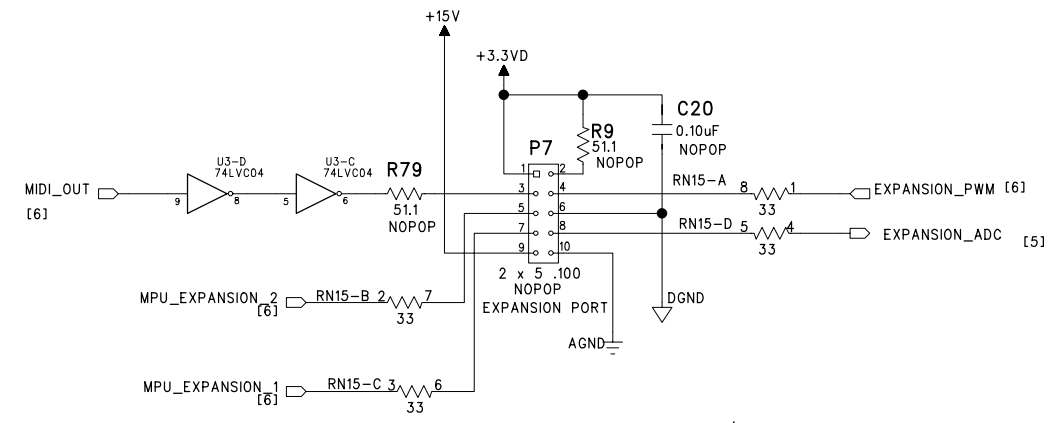 +15V
+3.3VD
C20
0.10uF
NOPOP
R9
51.1
NOPOP
P7
U3-D
74LVC04
U3-C
74LVC04
R79
51.1
NOPOP
MIDI_OUT
[6]
9
8
5
6
1
2
3
4
5
6
7
8
9
10
RN15-A
8
1
33
EXPANSION_PWM [6]
RN15-D
5
4
33
EXPANSION_ADC
[5]
2 x 5 .100
NOPOP
EXPANSION PORT
DGND
AGND
MPU_EXPANSION_2
[6]
RN15-B
2
7
33
MPU_EXPANSION_1
[6]
RN15-C
3
6
33